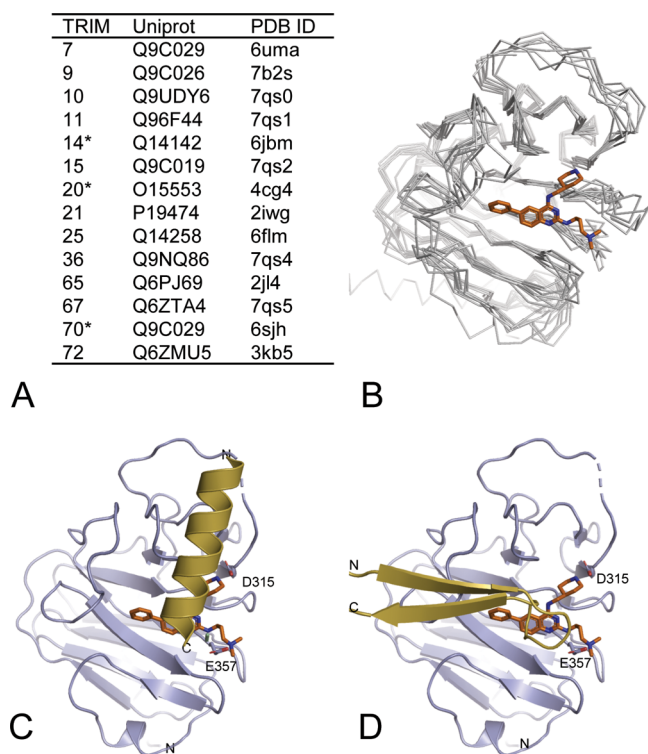 TRIM Uniprot PDB ID
7 Q9C029 6uma
9 Q9C026 7b2s
10 Q9UDY6 7qs0
11 Q96F44 7qs1
14* Q14142 6jbm
15 Q9C019 7qs2
20* O15553 4cg4
21 P19474 2iwg
25 Q14258 6flm
36 Q9NQ86 7qs4
65 Q6PJ69 2jl4
67 Q6ZTA4 7qs5
70* Q9C029 6sjh
72 Q6ZMU5 3kb5
A
B
N
D315
C
E357
N
C
N
D315
C
E357
N
D